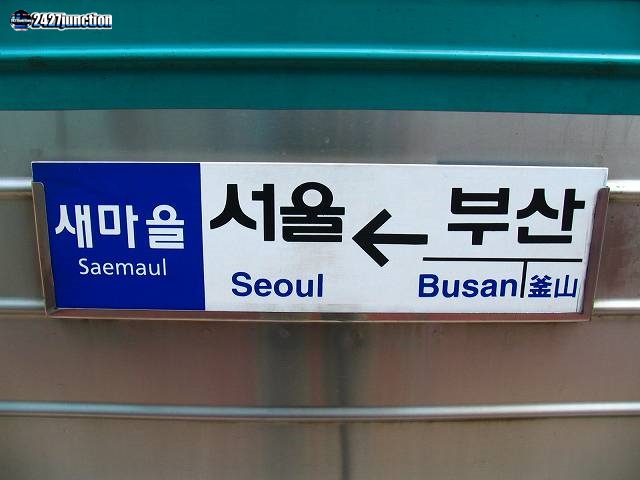 2427junction
새마을
Saemaul
서울 ← 부산
Seoul
Busan 釜山